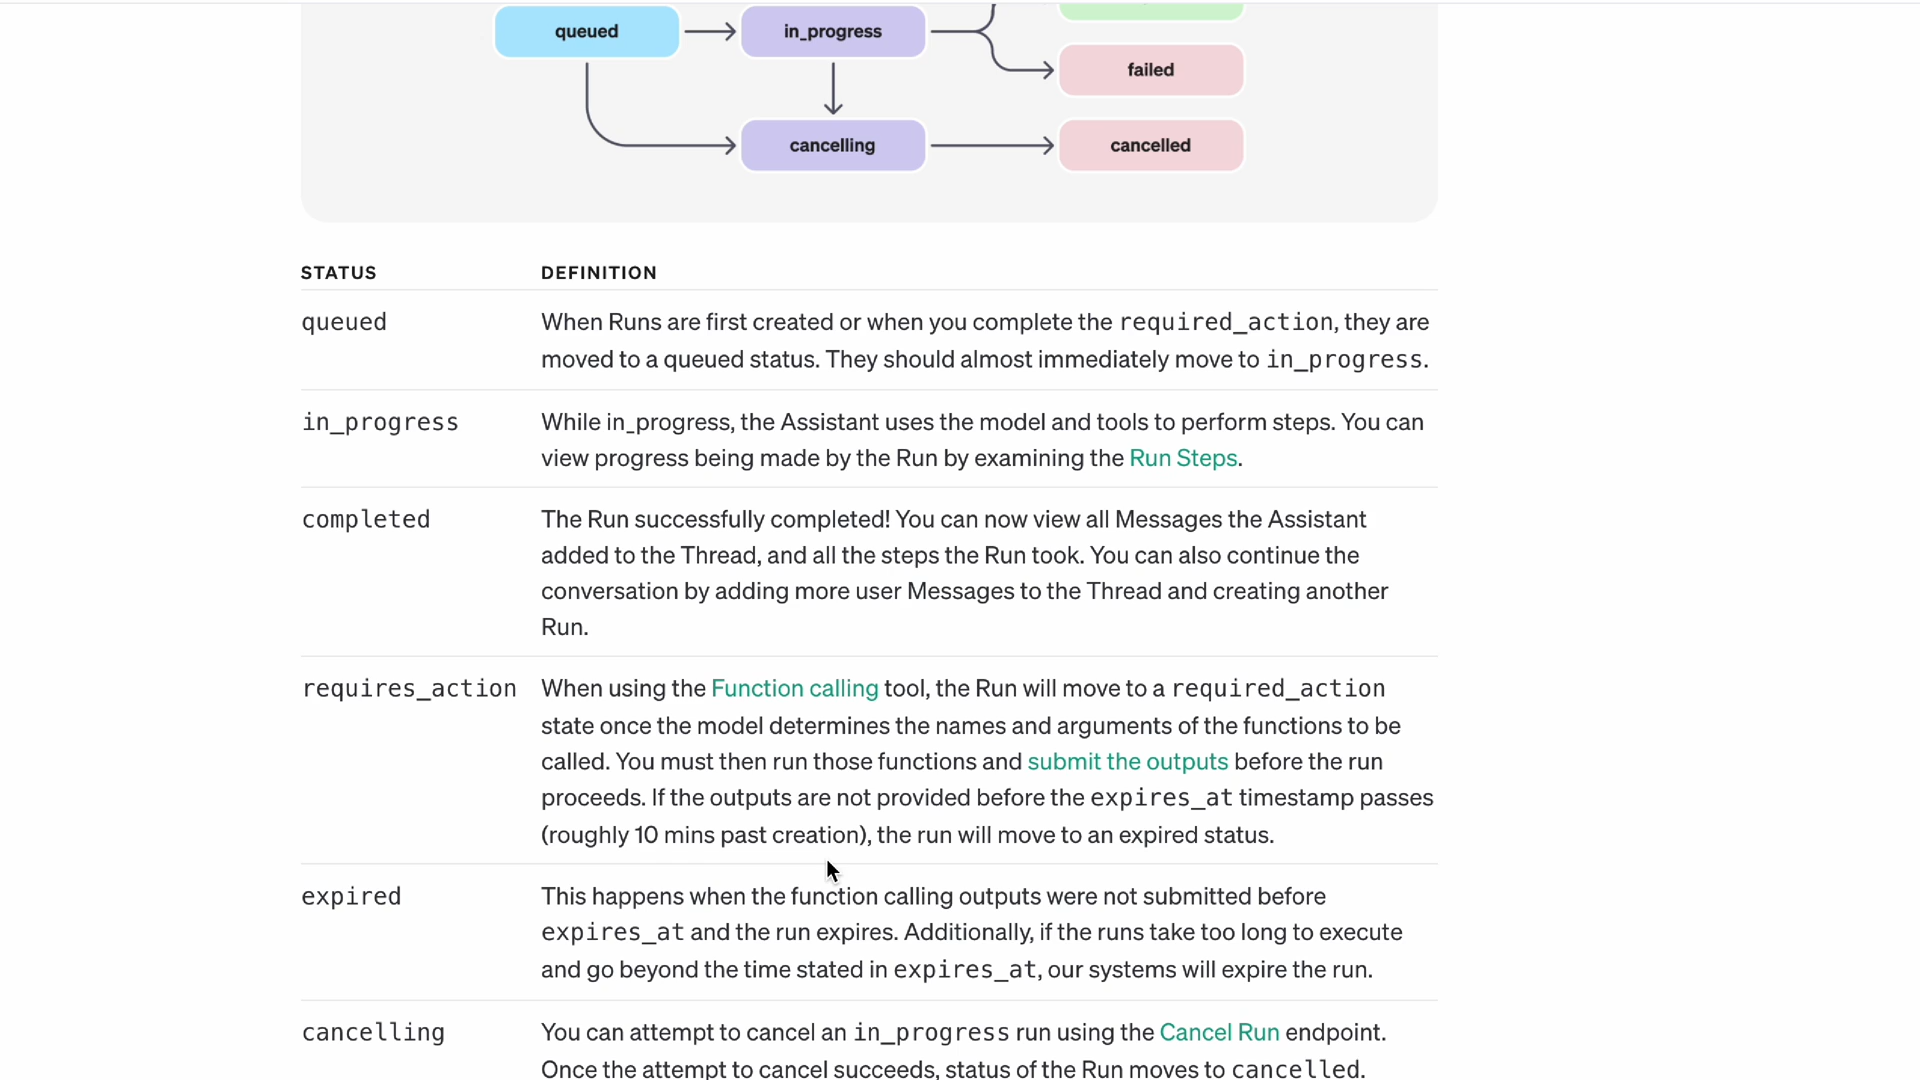 queued
in_progress
failed
cancelling
cancelled
STATUS DEFINITION
queued When Runs are first created or when you complete the required_action, they are
moved to a queued status. They should almost immediately move to in_progress.
in_progress While in_progress, the Assistant uses the model and tools to perform steps. You can
view progress being made by the Run by examining the Run Steps.
completed The Run successfully completed! You can now view all Messages the Assistant
added to the Thread, and all the steps the Run took. You can also continue the
conversation by adding more user Messages to the Thread and creating another
Run.
requires_action When using the Function calling tool, the Run will move to a required_action
state once the model determines the names and arguments of the functions to be
called. You must then run those functions and submit the outputs before the run
proceeds. If the outputs are not provided before the expires_at timestamp passes
(roughly 10 mins past creation), the run will move to an expired status.
expired This happens when the function calling outputs were not submitted before
expires_at and the run expires. Additionally, if the runs take too long to execute
and go beyond the time stated in expires_at, our systems will expire the run.
cancelling You can attempt to cancel an in_progress run using the Cancel Run endpoint.
Once the attempt to cancel succeeds, status of the Run moves to cancelled.